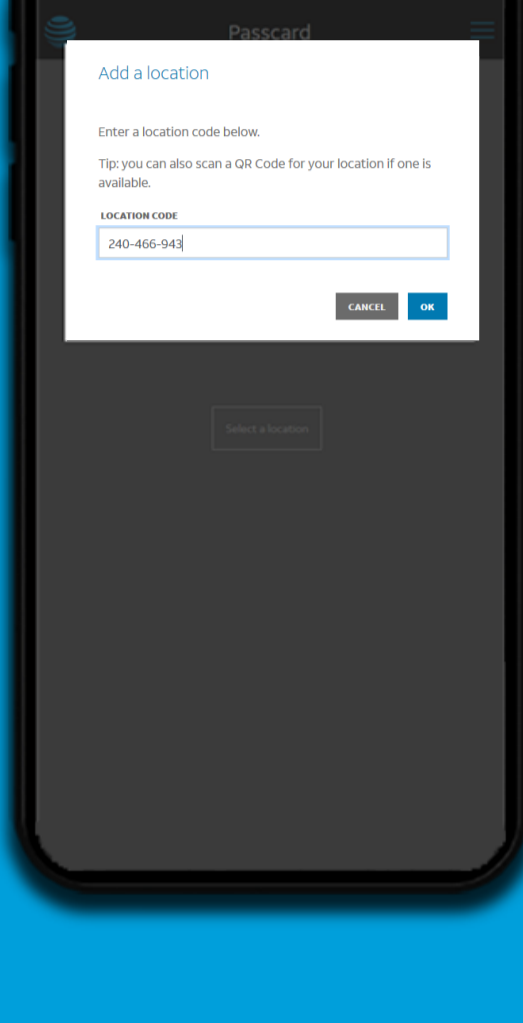 Passcard
Add a location
Enter a location code below.
Tip: you can also scan a QR Code for your location if one is
available.
LOCATION CODE
240-466-943
CANCEL
OK
Select a location